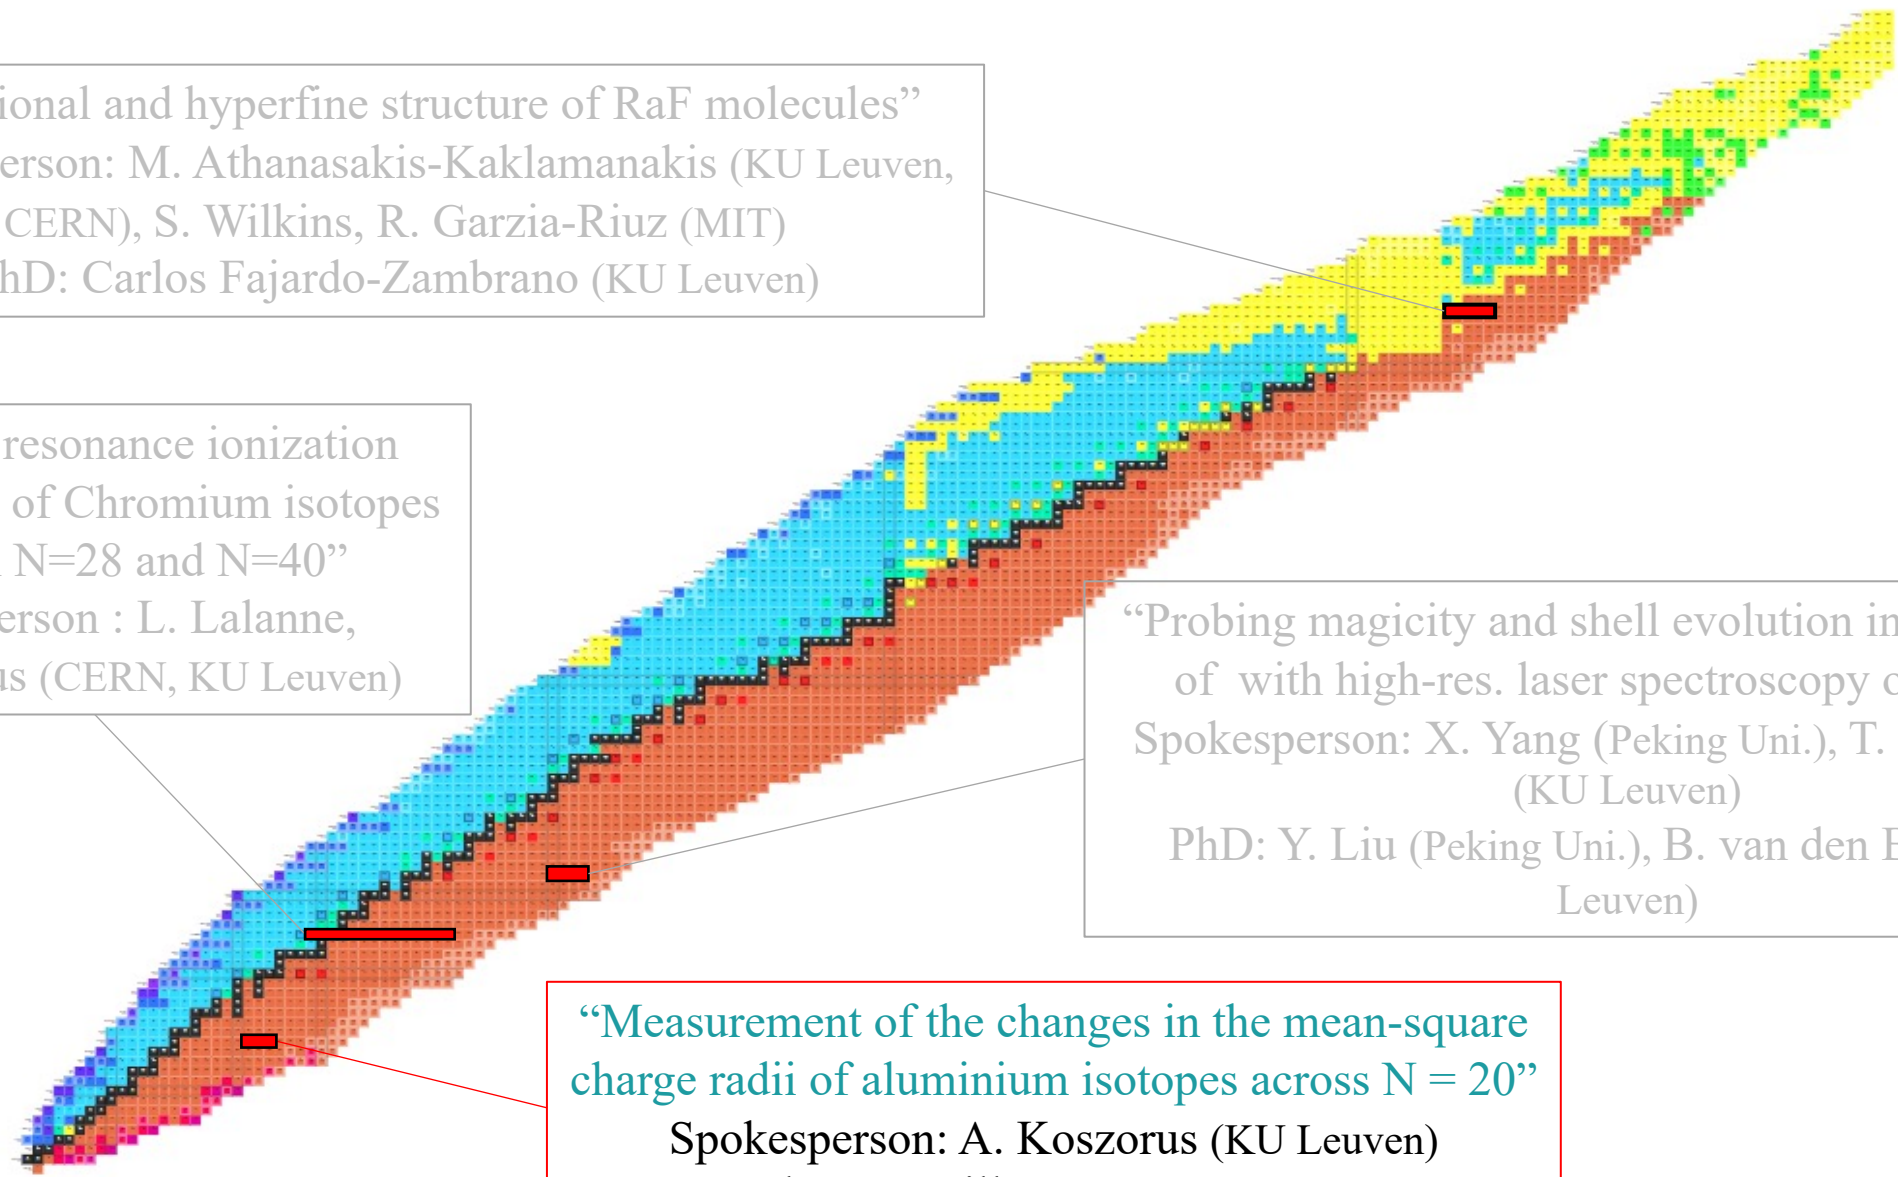 ional and hyperfine structure of RaF molecules”
erson: M. Athanasakis-Kaklamanakis (KU Leuven,
CERN), S. Wilkins, R. Garzia-Riuz (MIT)
hD: Carlos Fajardo-Zambrano (KU Leuven)
resonance ionization
of Chromium isotopes
N=28 and N=40”
erson : L. Lalanne,
us (CERN, KU Leuven)
“Probing magicity and shell evolution in
of with high-res. laser spectroscopy o
Spokesperson: X. Yang (Peking Uni.), T.
(KU Leuven)
PhD: Y. Liu (Peking Uni.), B. van den
Leuven)
“Measurement of the changes in the mean-square
charge radii of aluminium isotopes across N = 20”
Spokesperson: A. Koszorus (KU Leuven)